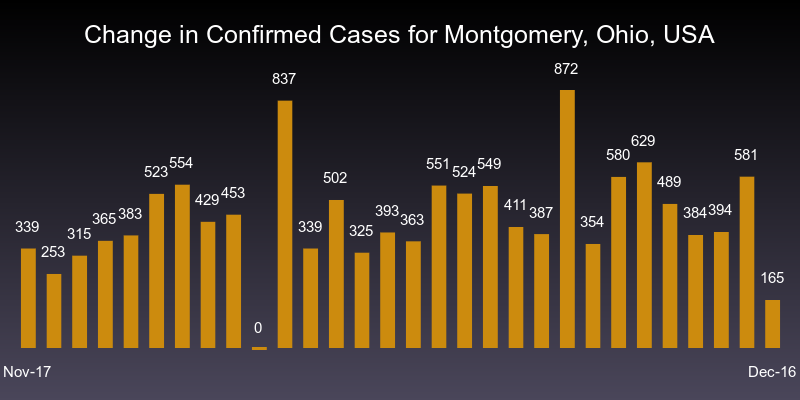 Change in Confirmed Cases for Montgomery, Ohio, USA
339 253 315 365 383 523 554 429 453 0 837 339 502 325 393 363 551 524 549 411 387 872 354 580 629 489 384 394 581 165
Nov-17 Dec-16